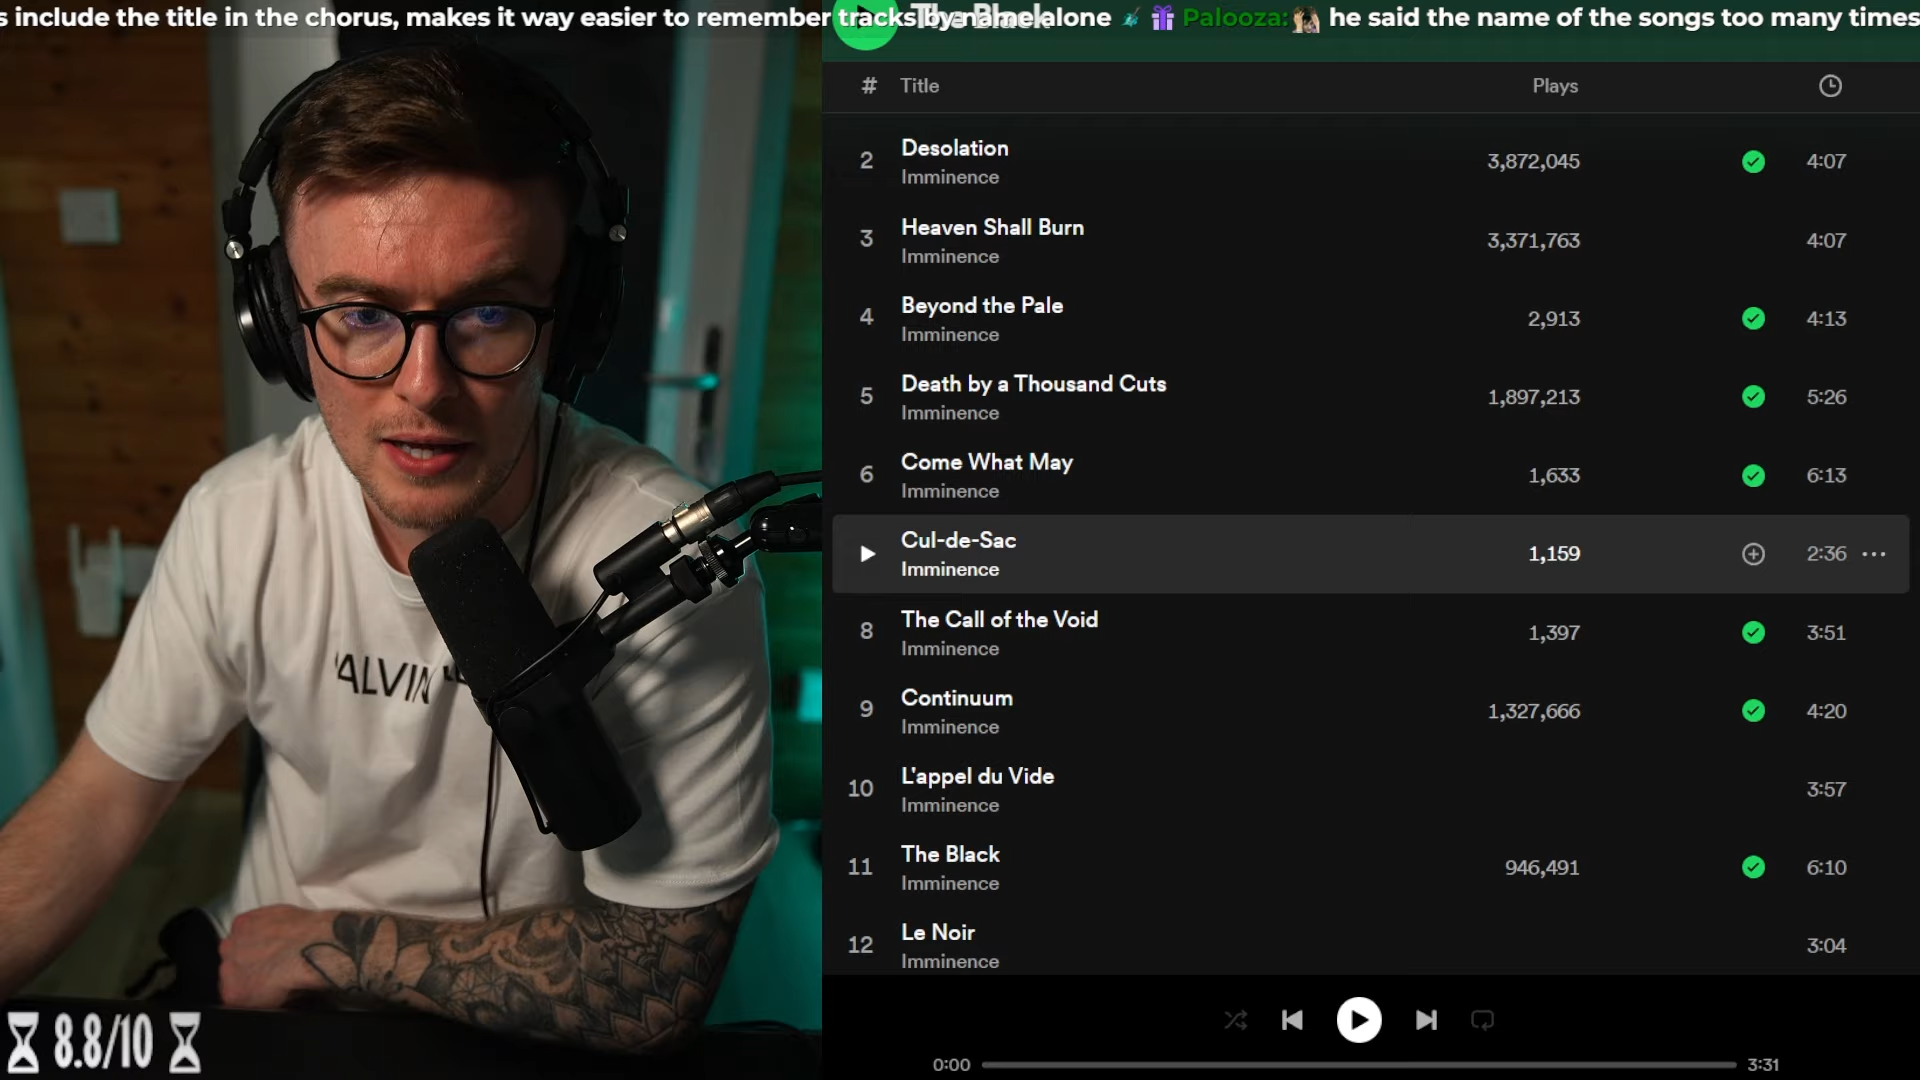 s include the title in the chorus, makes it way easier to remember tracks by name alone Palooza: he said the name of the songs too many times
The Black
# Title Plays
2 Desolation 3,872,045 4:07
Imminence
3 Heaven Shall Burn 3,371,763 4:07
Imminence
4 Beyond the Pale 2,913 4:13
Imminence
5 Death by a Thousand Cuts 1,897,213 5:26
Imminence
6 Come What May 1,633 6:13
Imminence
Cul-de-Sac 1,159 2:36
Imminence
8 The Call of the Void 1,397 3:51
Imminence
9 Continuum 1,327,666 4:20
Imminence
10 L'appel du Vide 3:57
Imminence
11 The Black 946,491 6:10
Imminence
12 Le Noir 3:04
Imminence
0:00 3:31
ALVIN
8.8/10